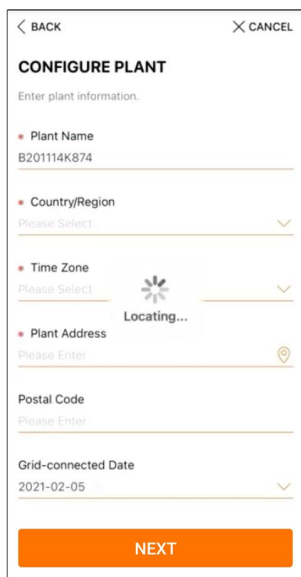 BACK
CANCEL
CONFIGURE PLANT
Enter plant information.
Plant Name
B201114K874
Country/Region
Please Select
Time Zone
Please Select
Locating...
Plant Address
Please Enter
Postal Code
Please Enter
Grid-connected Date
2021-02-05
NEXT